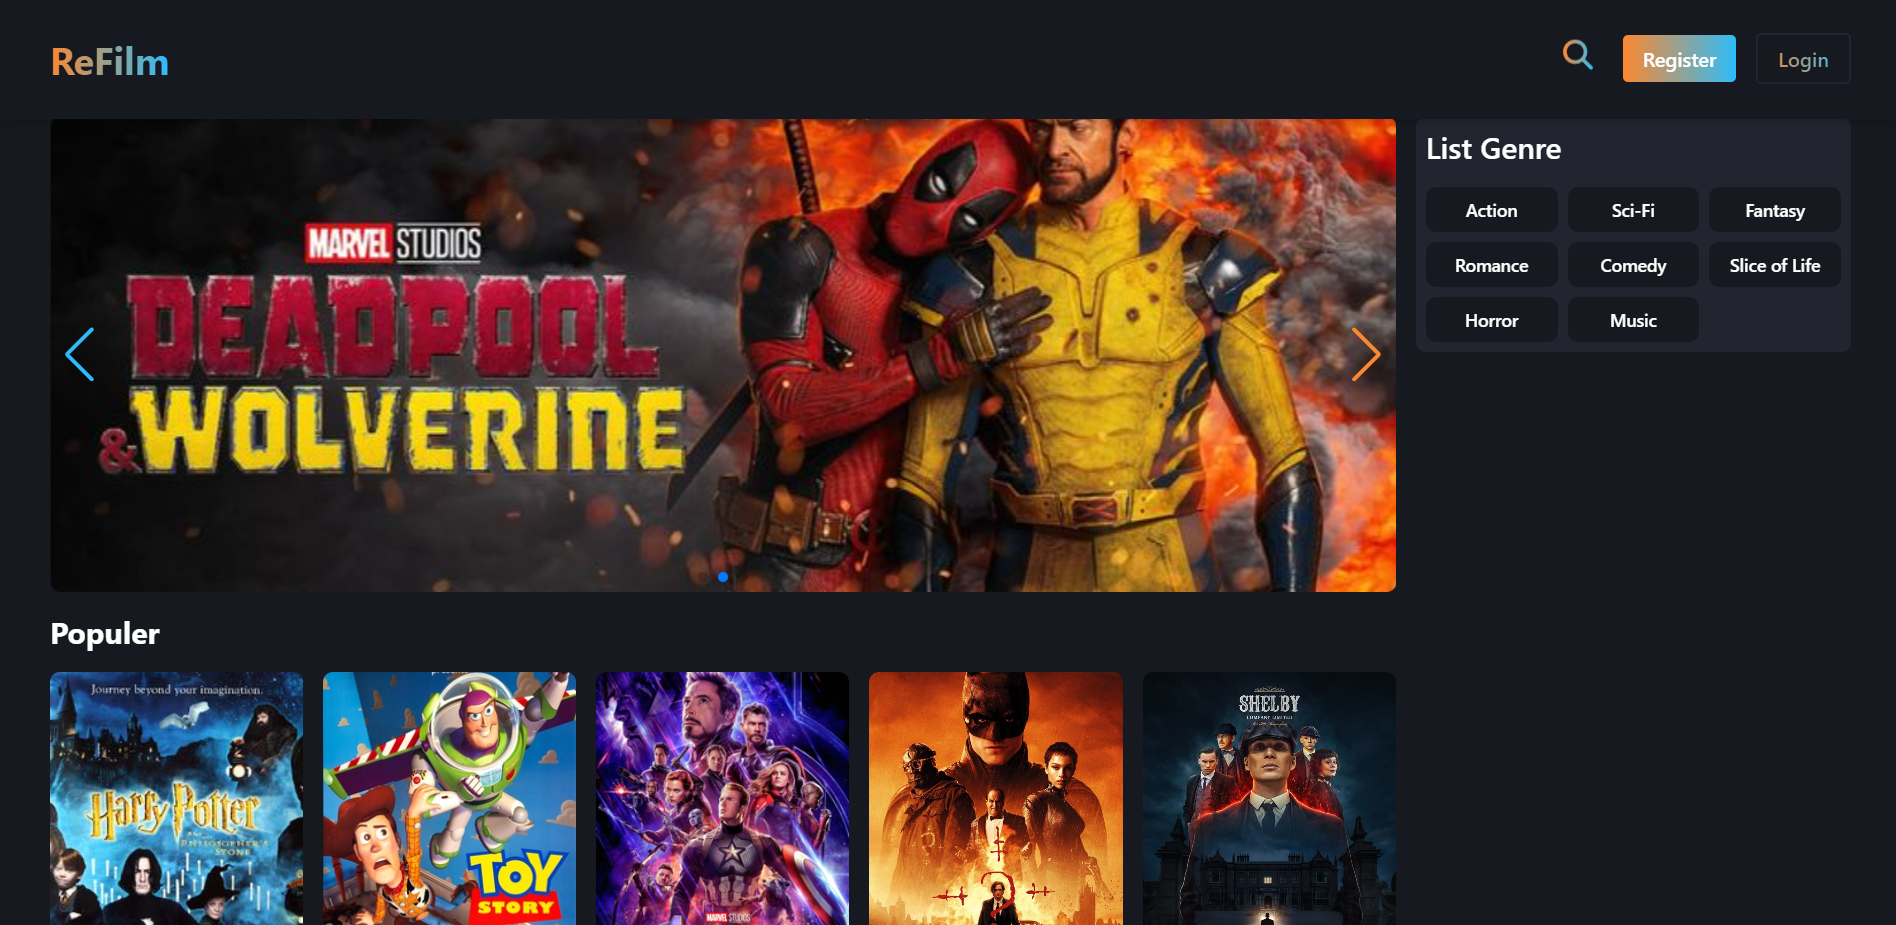 ReFilm
Register
Login
MARVEL STUDIOS
DEADPOOL
&WOLVERINE
List Genre
Action
Sci-Fi
Fantasy
Romance
Comedy
Slice of Life
Horror
Music
Populer
Journey beyond your imagination.
Harry Potter
AND THE
PHILOSOPHER'S
STONE
TOY
STORY
MARVEL STUDIOS
SHELBY
COMPANY LIMITED